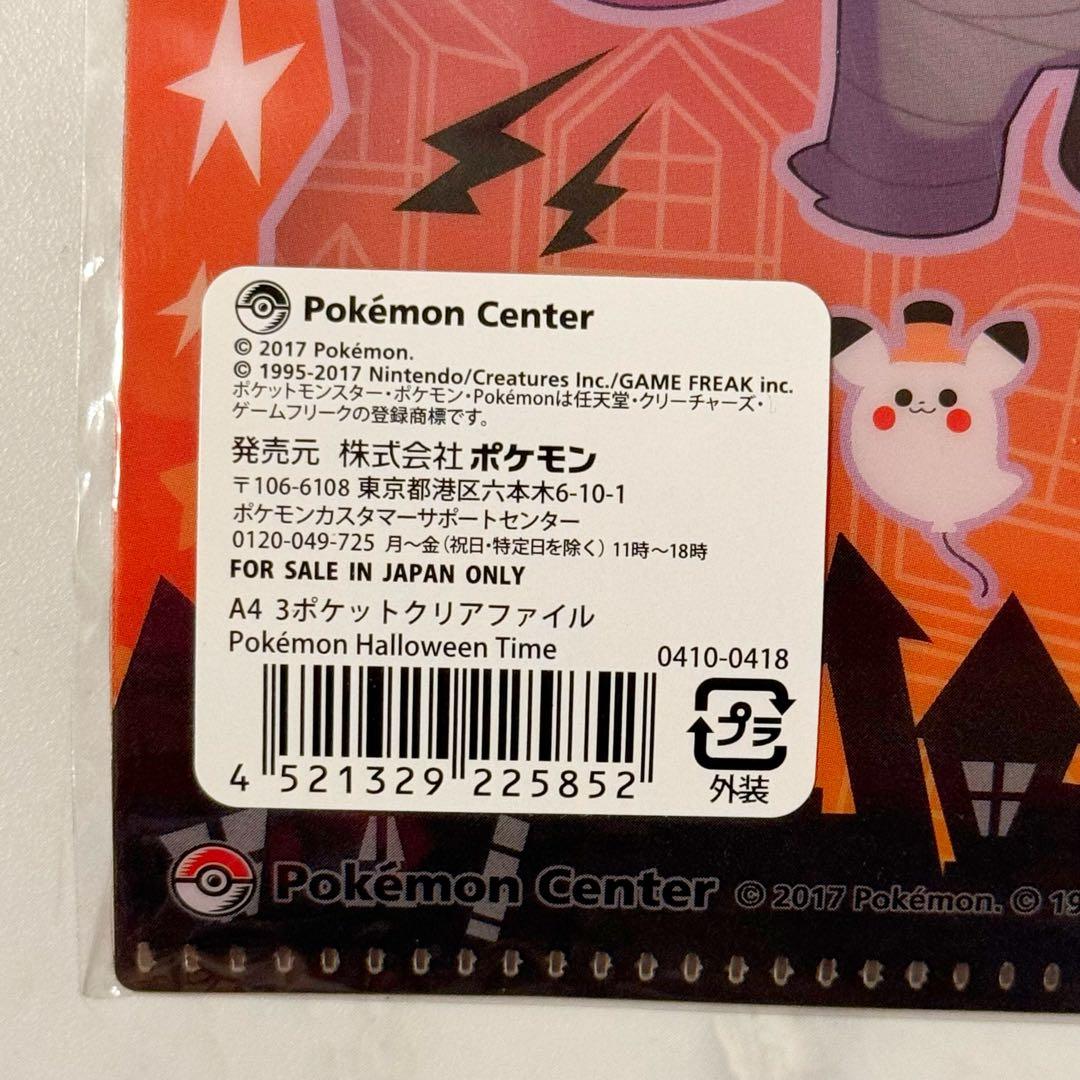 Pokémon Center
© 2017 Pokémon.
© 1995-2017 Nintendo/Creatures Inc./GAME FREAK inc.
ポケットモンスター・ポケモン・Pokémonは任天堂・クリーチャーズ・
ゲームフリークの登録商標です。
発売元 株式会社ポケモン
〒106-6108 東京都港区六本木6-10-1
ポケモンカスタマーサポートセンター
0120-049-725 月～金(祝日・特定日を除く) 11時～18時
FOR SALE IN JAPAN ONLY
A4 3ポケットクリアファイル
Pokémon Halloween Time
0410-0418
プラ
外装
4 521329 225852
Pokémon Center © 2017 Pokémon. © 19